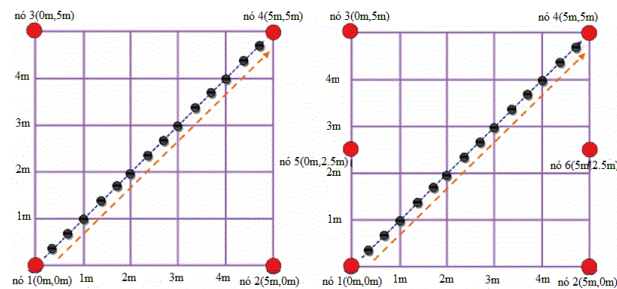 nó 3(0m,5m)
nó 4(5m,5m)
4m
3m
2m
1m
nó 1(0m,0m)
1m
2m
3m
4m
nó 2(5m,0m)
nó 3(0m,5m)
nó 4(5m,5m)
4m
3m
nó 5(0m,2.5m)
nó 6(5m,2.5m)
2m
1m
nó 1(0m,0m)
1m
2m
3m
4m
nó 2(5m,0m)